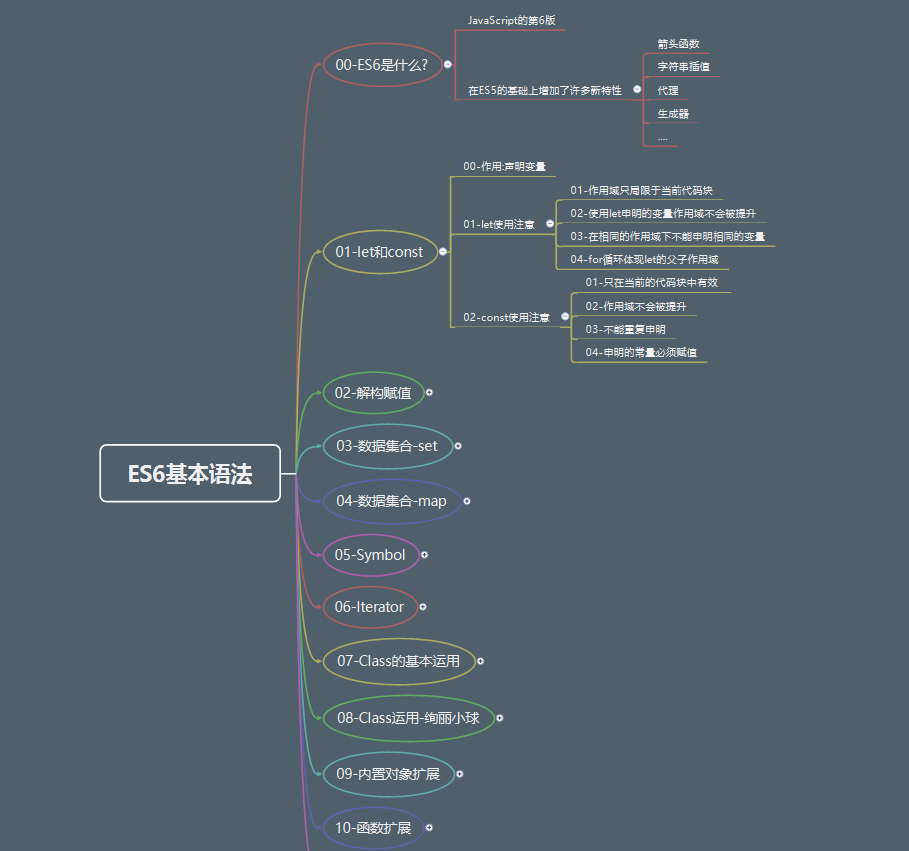 ES6基本语法
00-ES6是什么?
JavaScript的第6版
在ES5的基础上增加了许多新特性
箭头函数
字符串插值
代理
生成器
....
01-let和const
00-作用:声明变量
01-let使用注意
01-作用域只局限于当前代码块
02-使用let申明的变量作用域不会被提升
03-在相同的作用域下不能申明相同的变量
04-for循环体现let的父子作用域
02-const使用注意
01-只在当前的代码块中有效
02-作用域不会被提升
03-不能重复申明
04-申明的常量必须赋值
02-解构赋值
03-数据集合-set
04-数据集合-map
05-Symbol
06-Iterator
07-Class的基本运用
08-Class运用-绚丽小球
09-内置对象扩展
10-函数扩展